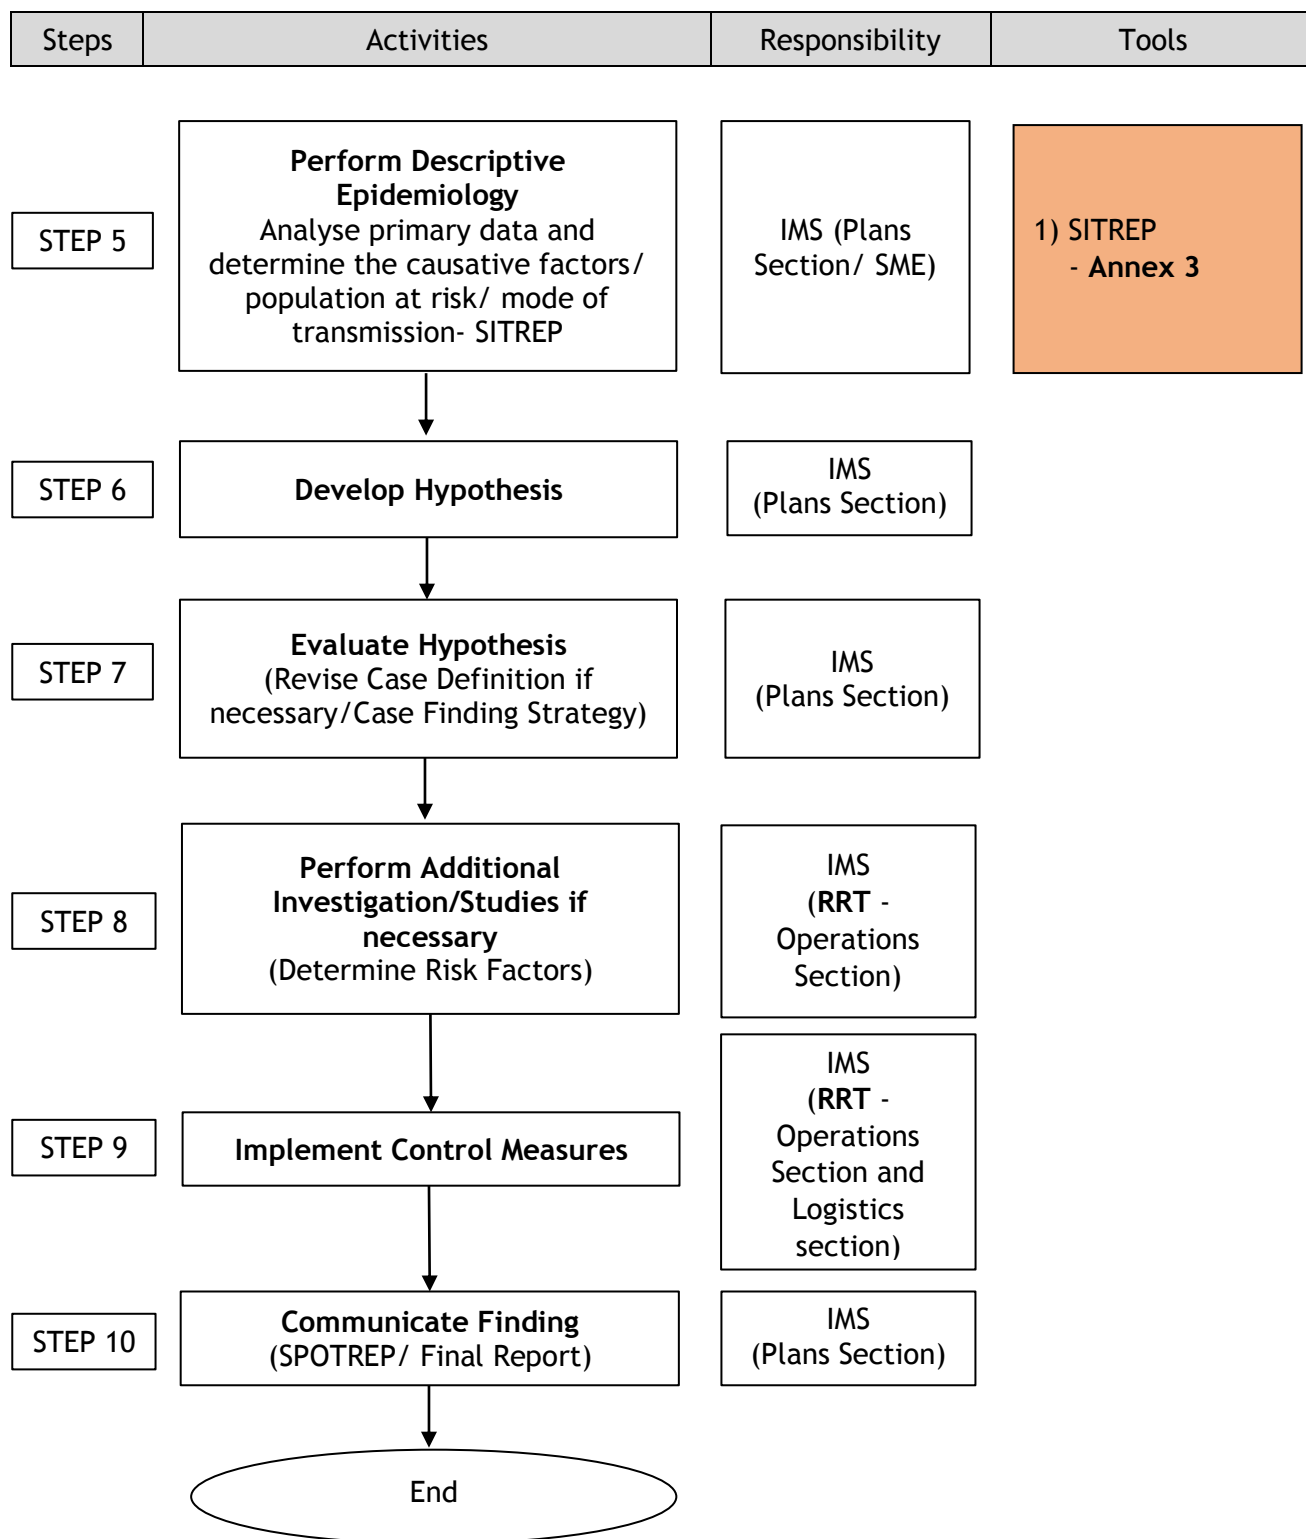 Steps Activities Responsibility Tools
STEP 5
Perform Descriptive
Epidemiology
Analyse primary data and
determine the causative factors/
population at risk/ mode of
transmission- SITREP
IMS (Plans
Section/ SME)
1) SITREP
- Annex 3
STEP 6
Develop Hypothesis
IMS
(Plans Section)
STEP 7
Evaluate Hypothesis
(Revise Case Definition if
necessary/Case Finding Strategy)
IMS
(Plans Section)
STEP 8
Perform Additional
Investigation/Studies if
necessary
(Determine Risk Factors)
IMS
(RRT -
Operations
Section)
STEP 9
Implement Control Measures
IMS
(RRT -
Operations
Section and
Logistics
section)
STEP 10
Communicate Finding
(SPOTREP/ Final Report)
IMS
(Plans Section)
End